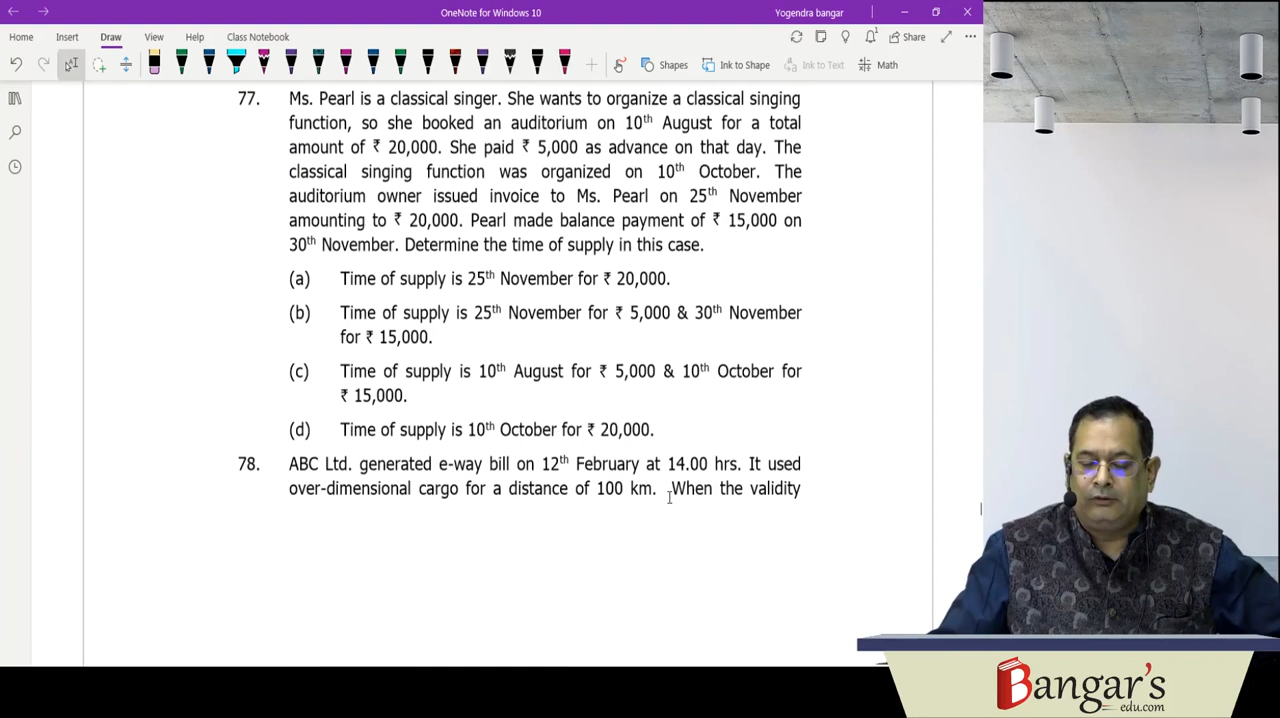 OneNote for Windows 10
Yogendra bangar
Home Insert Draw View Help Class Notebook
Share
Shapes Ink to Shape Ink to Text Math
77. Ms. Pearl is a classical singer. She wants to organize a classical singing
function, so she booked an auditorium on 10th August for a total
amount of ₹ 20,000. She paid ₹ 5,000 as advance on that day. The
classical singing function was organized on 10th October. The
auditorium owner issued invoice to Ms. Pearl on 25th November
amounting to ₹ 20,000. Pearl made balance payment of ₹ 15,000 on
30th November. Determine the time of supply in this case.
(a) Time of supply is 25th November for ₹ 20,000.
(b) Time of supply is 25th November for ₹ 5,000 & 30th November
for ₹ 15,000.
(c) Time of supply is 10th August for ₹ 5,000 & 10th October for
₹ 15,000.
(d) Time of supply is 10th October for ₹ 20,000.
78. ABC Ltd. generated e-way bill on 12th February at 14.00 hrs. It used
over-dimensional cargo for a distance of 100 km. When the validity
Bangar's
edu.com